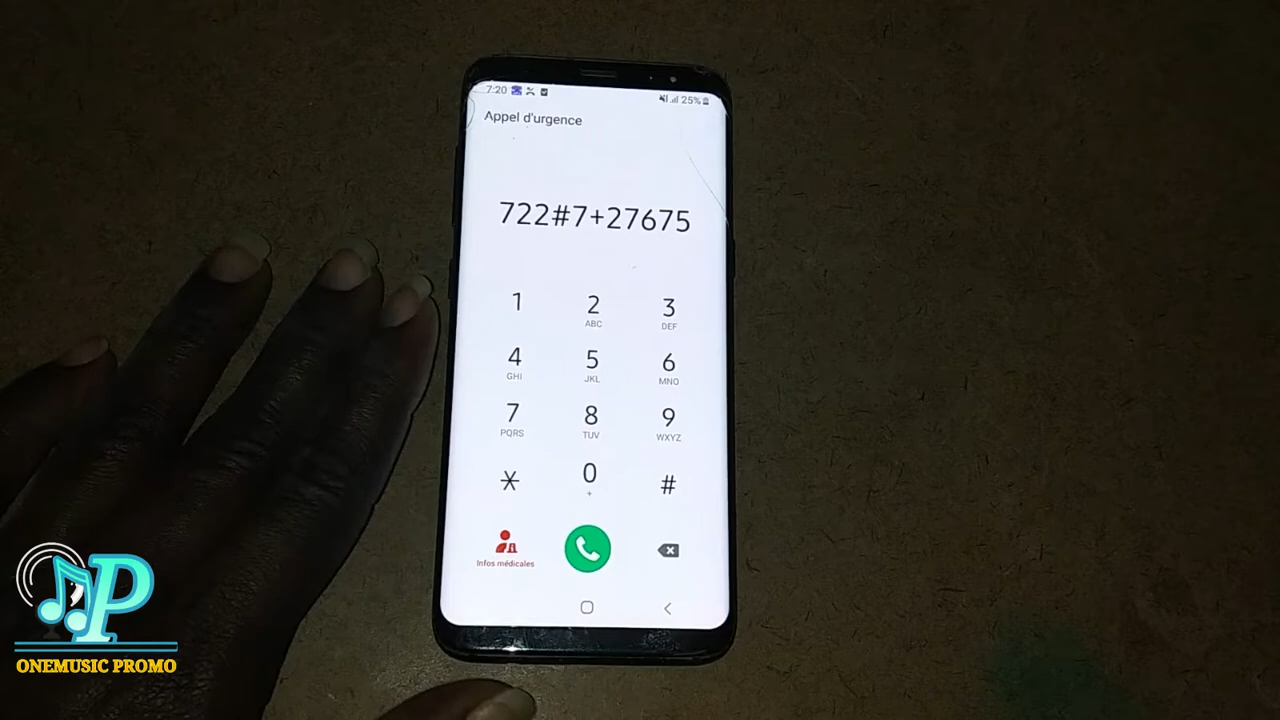 7:20 25%
Appel d'urgence
722#7+27675
1 2 3
ABC DEF
4 5 6
GHI JKL MNO
7 8 9
PQRS TUV WXYZ
* 0 #
+
Infos médicales
P
ONEMUSIC PROMO